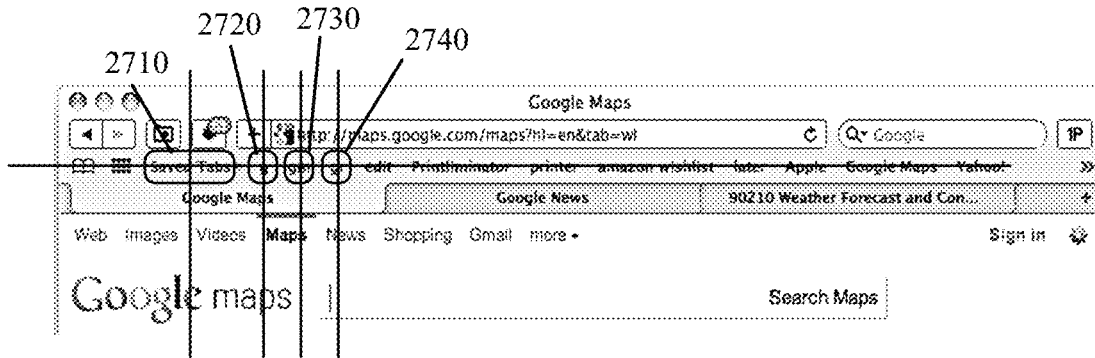 2720 2730
2710 2740
Google Maps
http://maps.google.com/maps?hl=en&tab=wl Google 1P
Saved Tabs edit Printliminator printer amazon wishlist later Apple Google Maps Yahoo! »
Google Maps Google News 90210 Weather Forecast and Con... +
Web Images Videos Maps News Shopping Gmail more Sign in
Google maps Search Maps